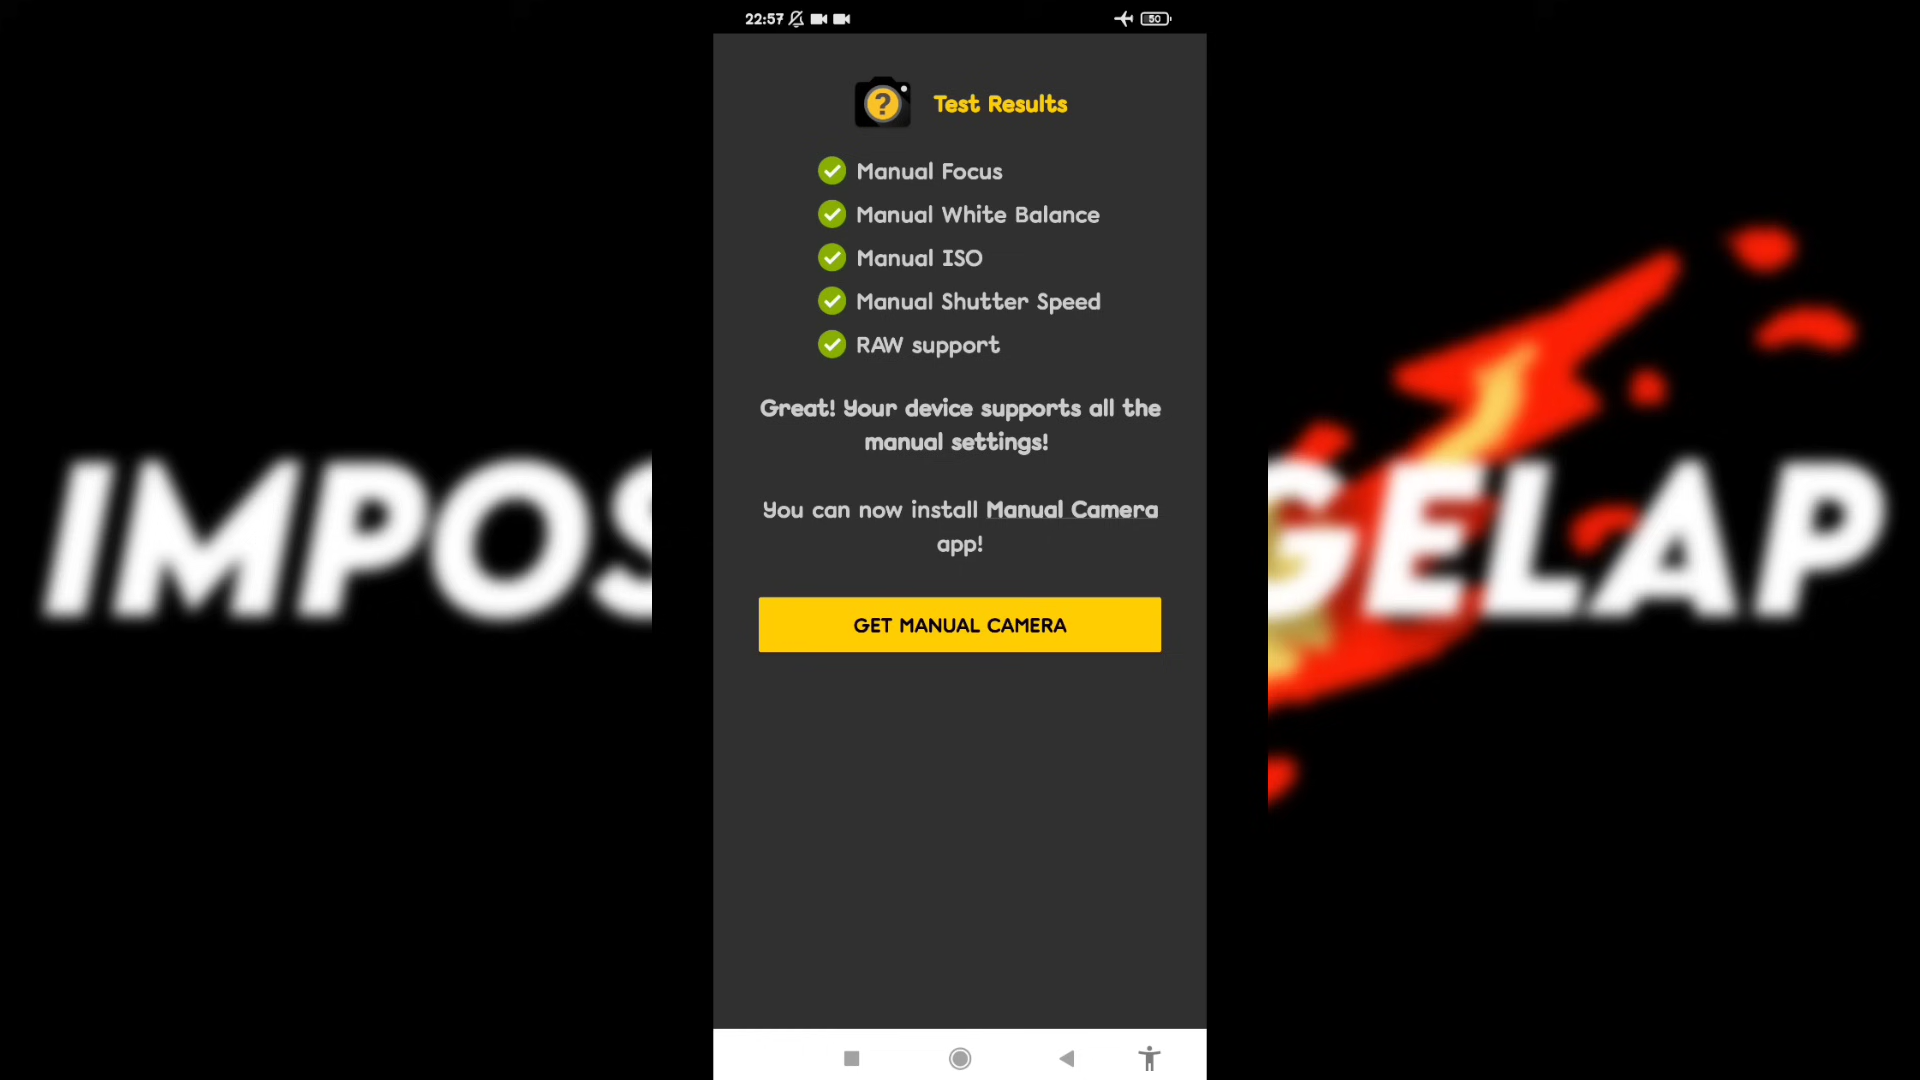 22:57
50
?
Test Results
Manual Focus
Manual White Balance
Manual ISO
Manual Shutter Speed
RAW support
Great! Your device supports all the
manual settings!
You can now install Manual Camera
app!
GET MANUAL CAMERA
IMPOS
GELAP